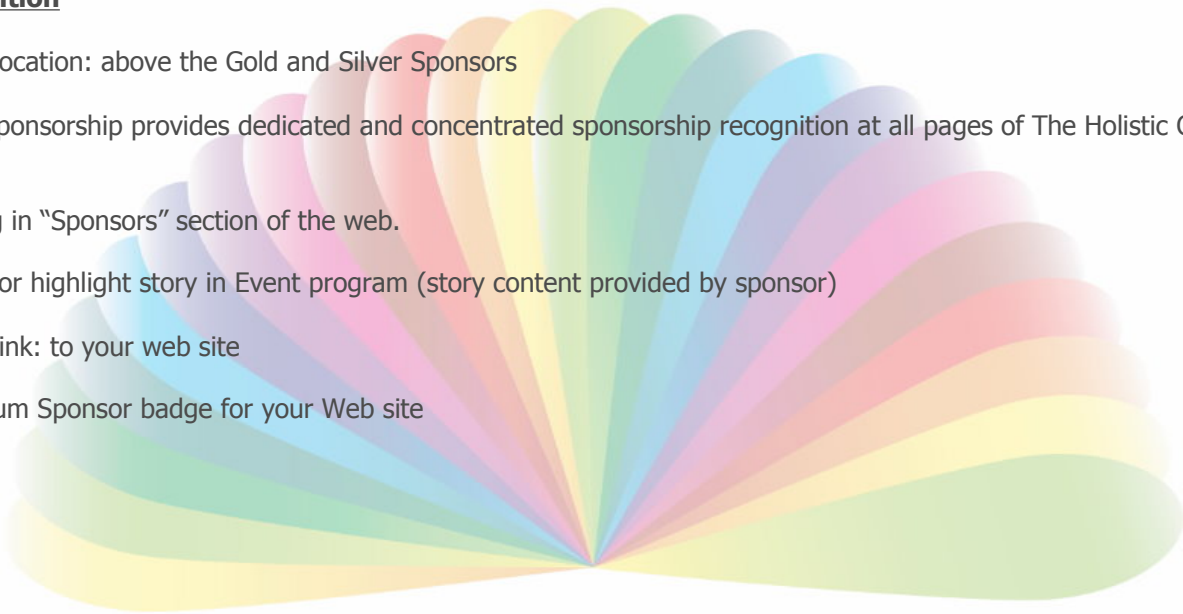 ition
ocation: above the Gold and Silver Sponsors
ponsorship provides dedicated and concentrated sponsorship recognition at all pages of The Holistic
in “Sponsors” section of the web.
or highlight story in Event program (story content provided by sponsor)
ink: to your web site
um Sponsor badge for your Web site